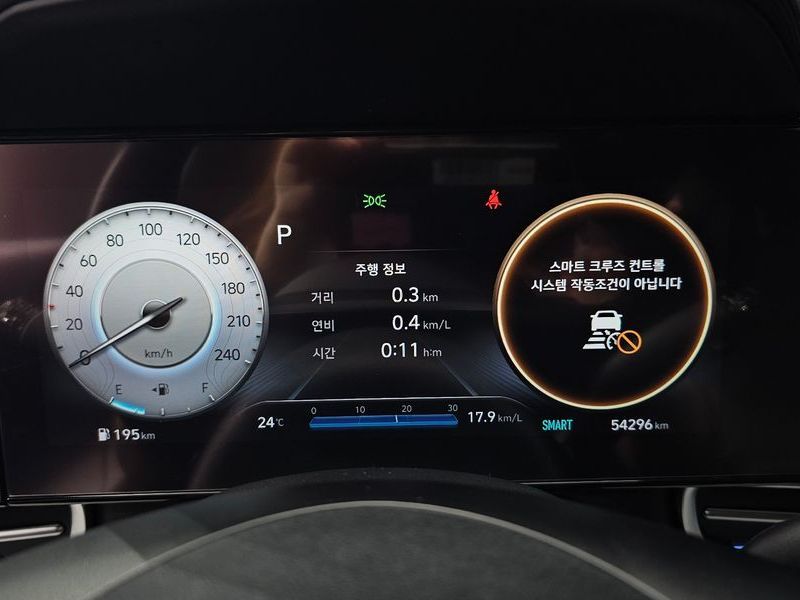 0
20
40
60
80
100
120
150
180
210
240
km/h
E
F
195 km
P
주행 정보
거리 0.3 km
연비 0.4 km/L
시간 0:11 h:m
24℃
0 10 20 30
17.9 km/L
스마트 크루즈 컨트롤
시스템 작동조건이 아닙니다
SMART
54296 km